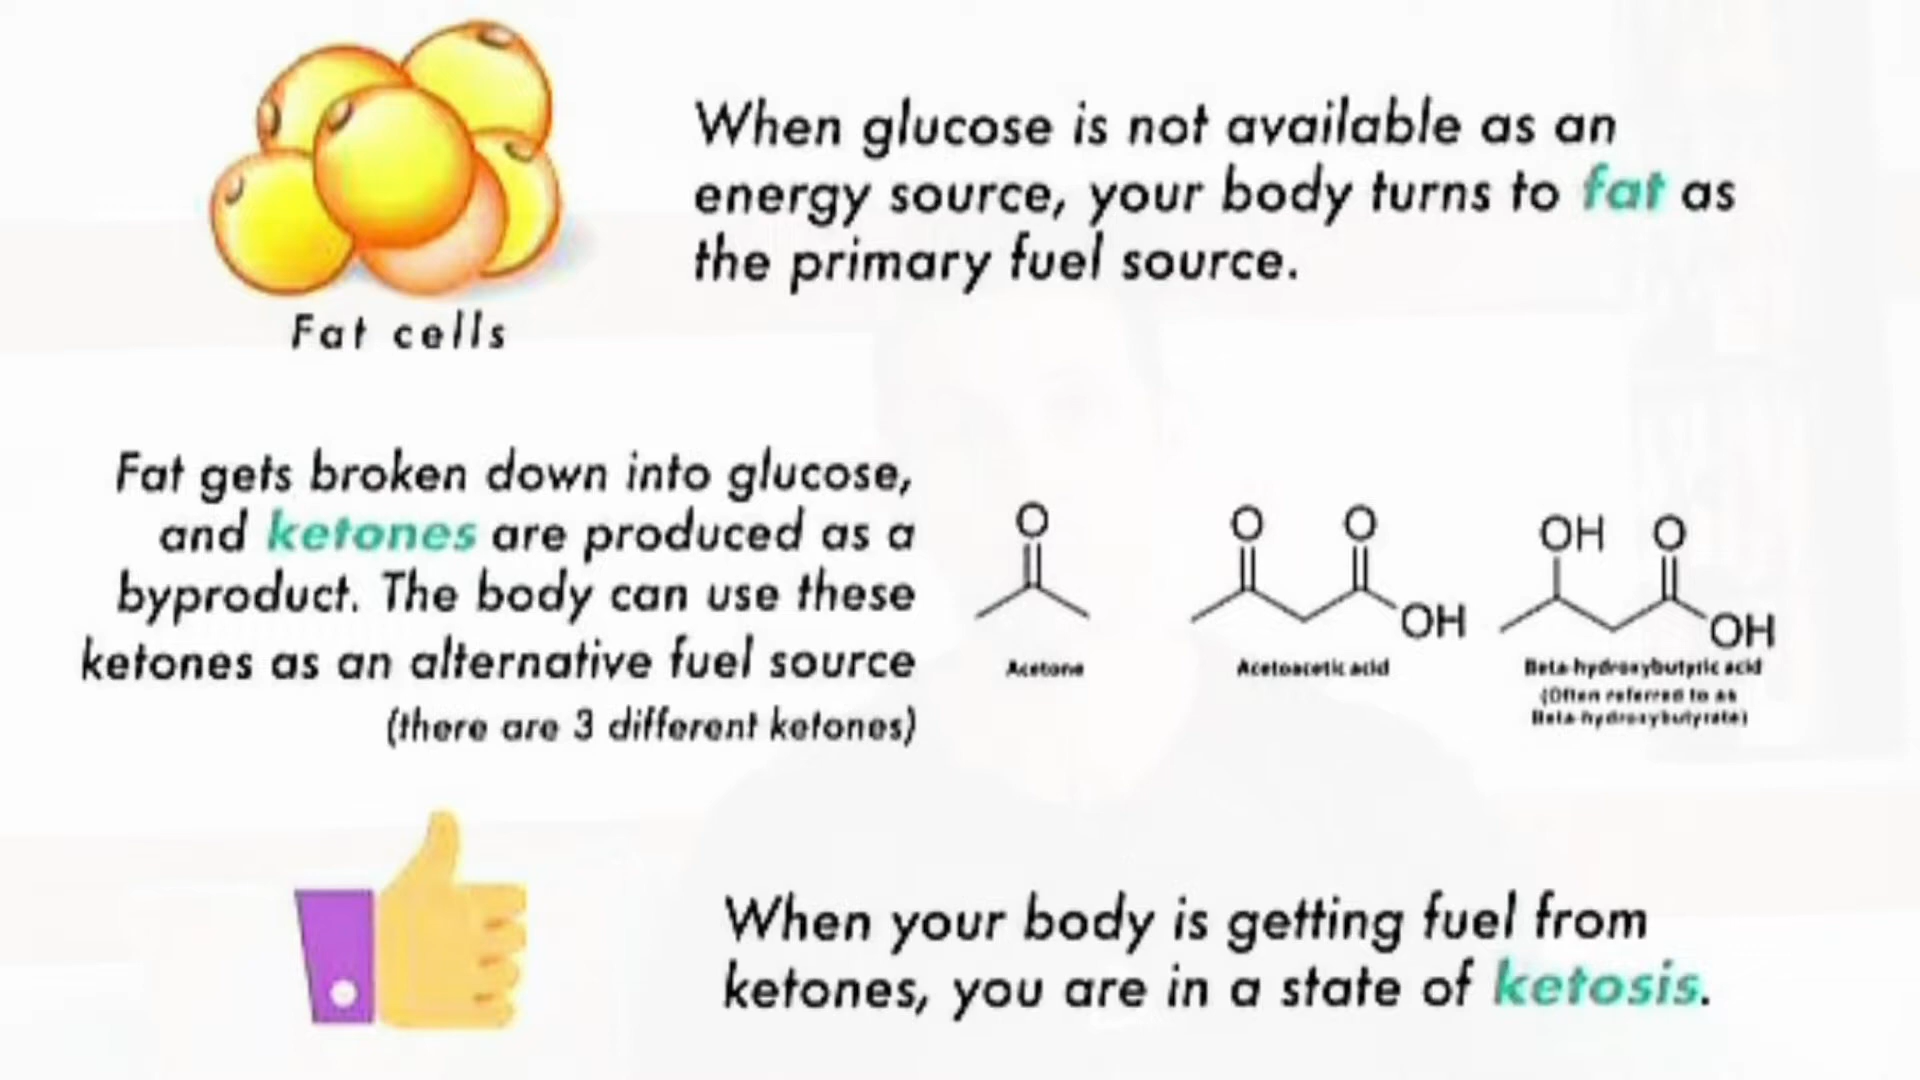 When glucose is not available as an
energy source, your body turns to fat as
the primary fuel source.
Fat cells
Fat gets broken down into glucose,
and ketones are produced as a
byproduct. The body can use these
ketones as an alternative fuel source
(there are 3 different ketones)
O
Acetone
O O
OH
Acetoacetic acid
OH O
OH
Beta-hydroxybutyric acid
(Often referred to as
Beta-hydroxybutyrate)
When your body is getting fuel from
ketones, you are in a state of ketosis.